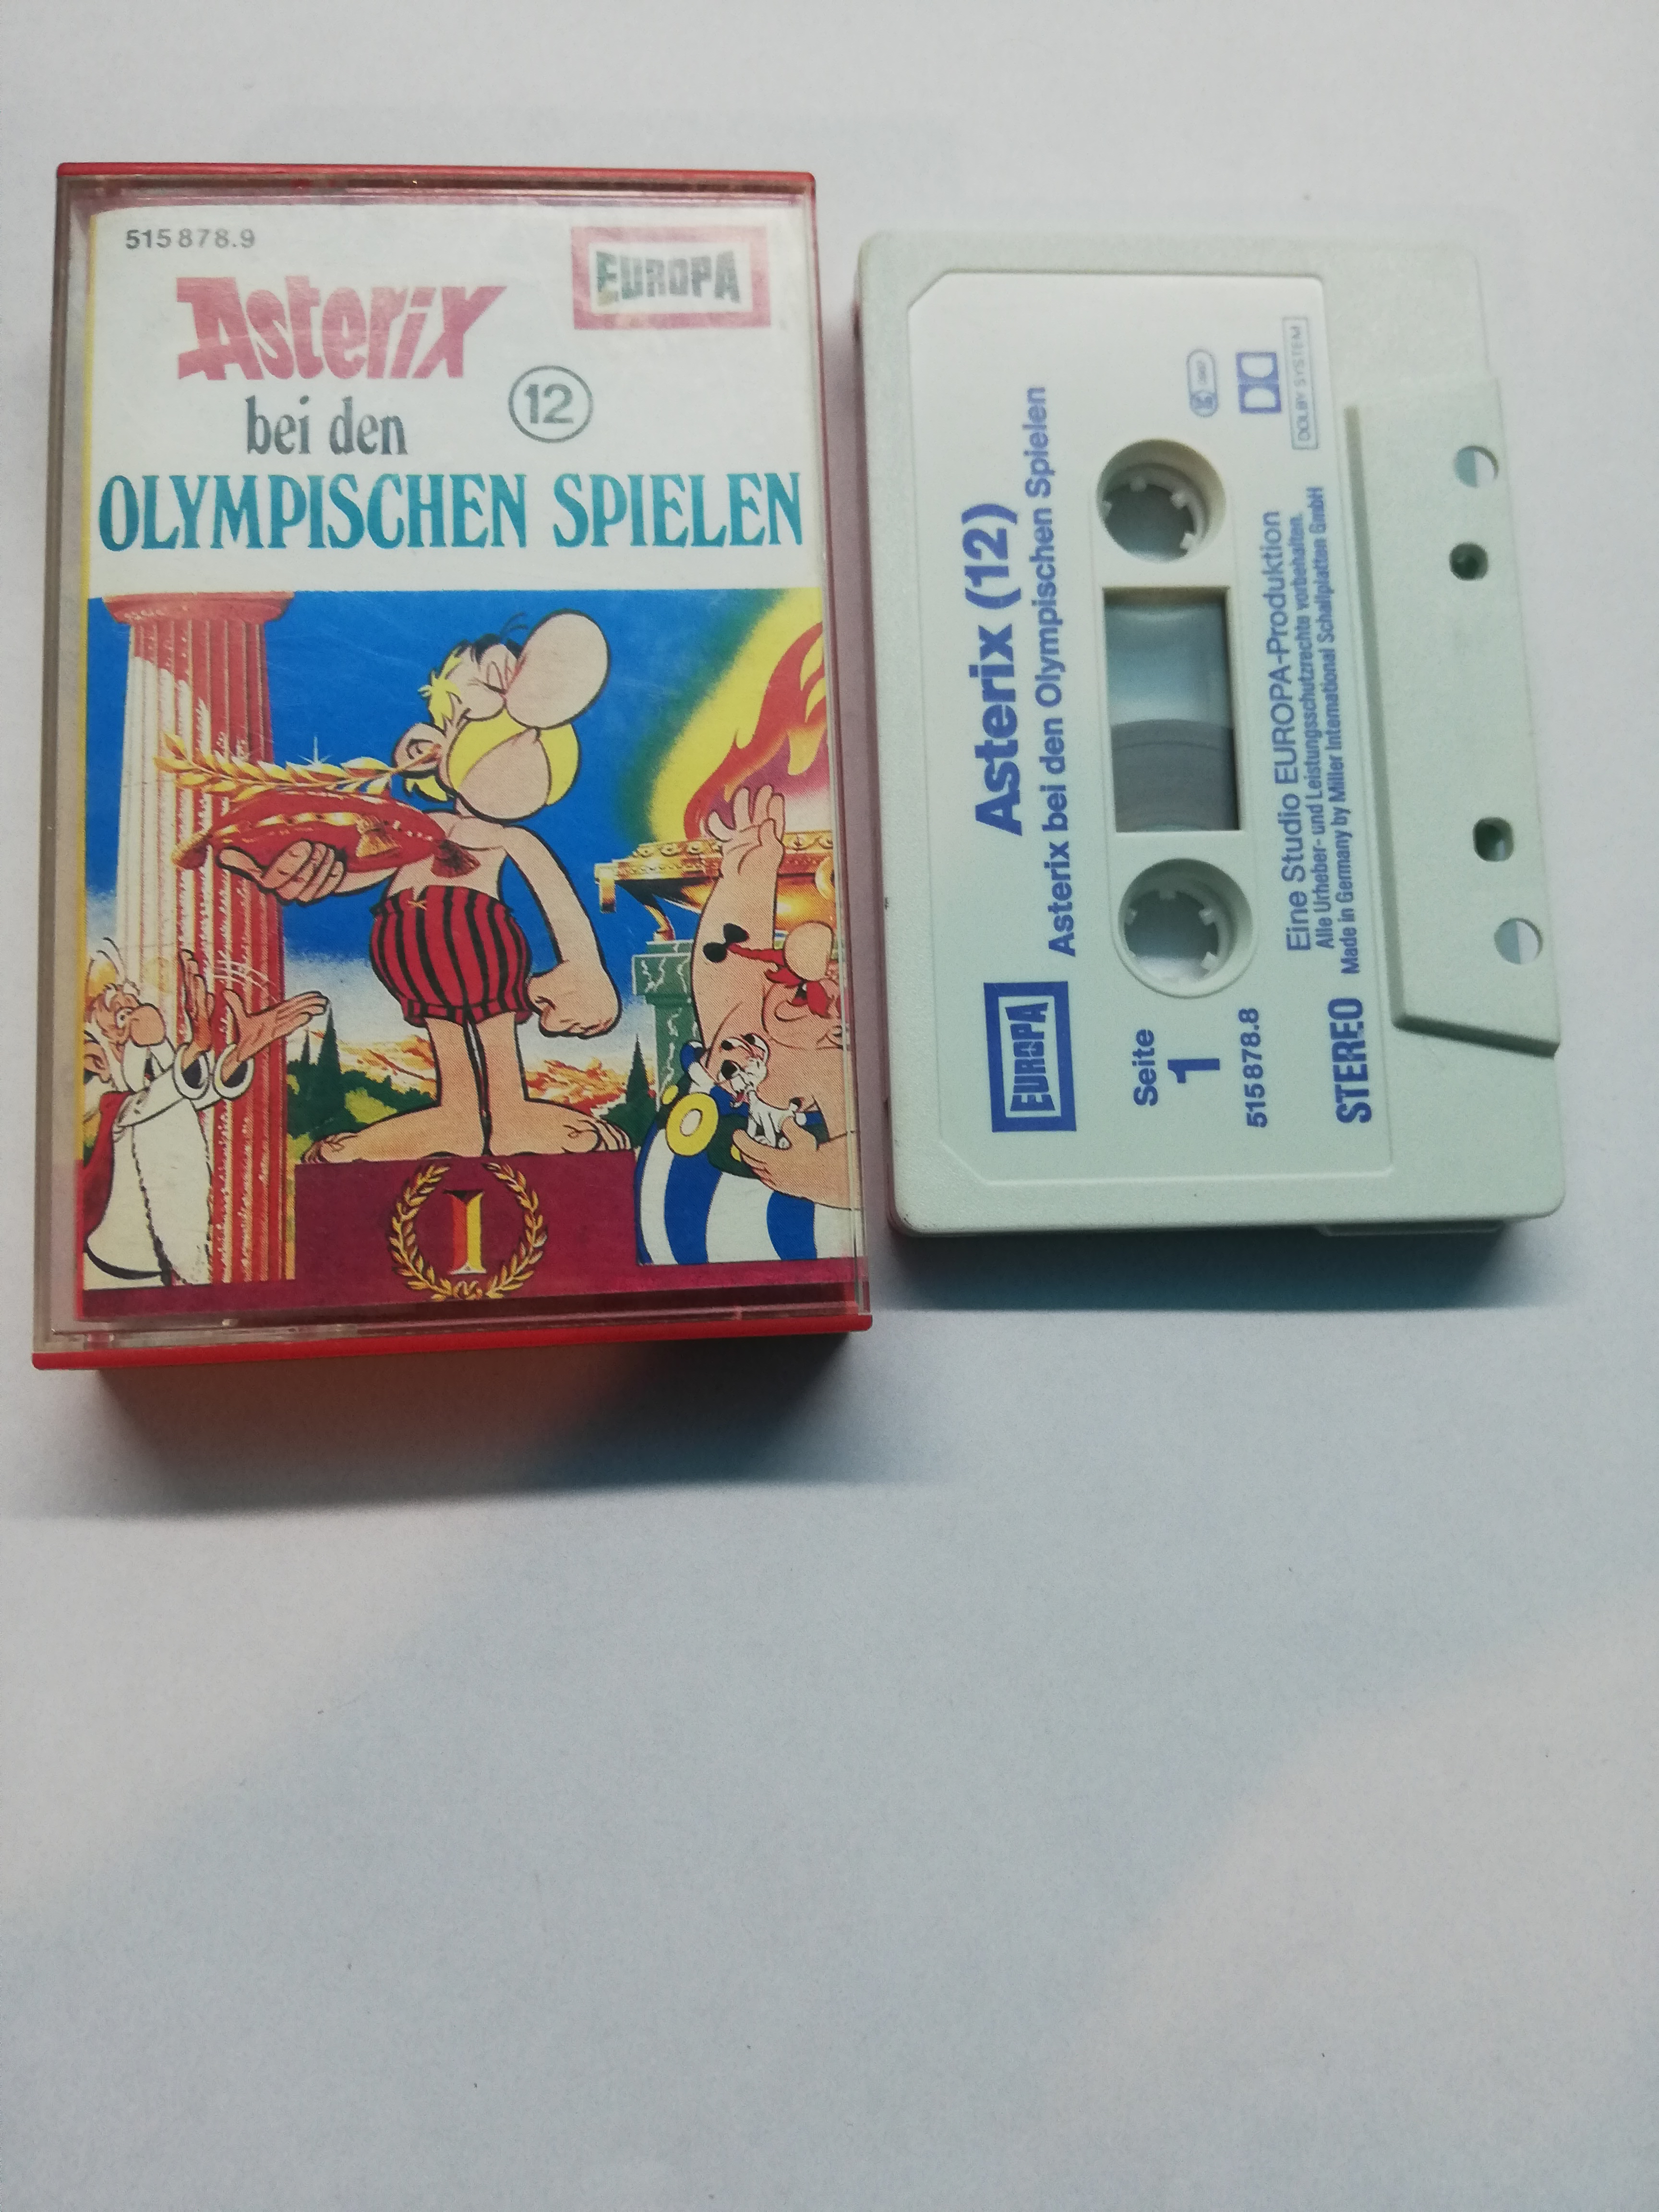 515 878.9
EUROPA
Asterix
bei den
12
OLYMPISCHEN SPIELEN
1
EUROPA
Asterix (12)
Asterix bei den Olympischen Spielen
Seite
1
515 878.8
STEREO
DOLBY SYSTEM
Eine Studio EUROPA-Produktion
Alle Urheber- und Leistungsschutzrechte vorbehalten.
Made in Germany by Miller International Schallplatten GmbH